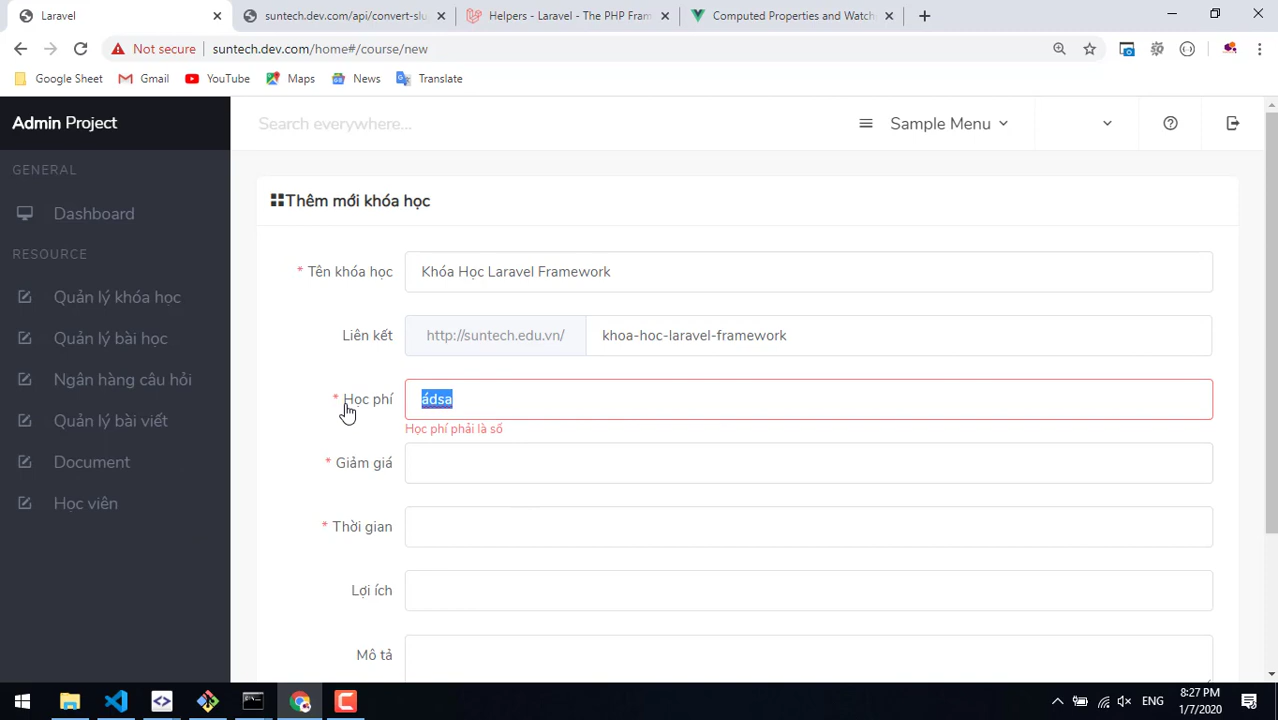 Laravel
suntech.dev.com/api/convert-slu
Helpers - Laravel - The PHP Fram
Computed Properties and Watch
Not secure
suntech.dev.com/home#/course/new
Google Sheet
Gmail
YouTube
Maps
News
Translate
Admin Project
Search everywhere...
Sample Menu
GENERAL
Dashboard
RESOURCE
Quản lý khóa học
Quản lý bài học
Ngân hàng câu hỏi
Quản lý bài viết
Document
Học viên
Thêm mới khóa học
* Tên khóa học
Khóa Học Laravel Framework
Liên kết
http://suntech.edu.vn/
khoa-hoc-laravel-framework
* Học phí
ádsa
Học phí phải là số
* Giảm giá
* Thời gian
Lợi ích
Mô tả
ENG
8:27 PM
1/7/2020